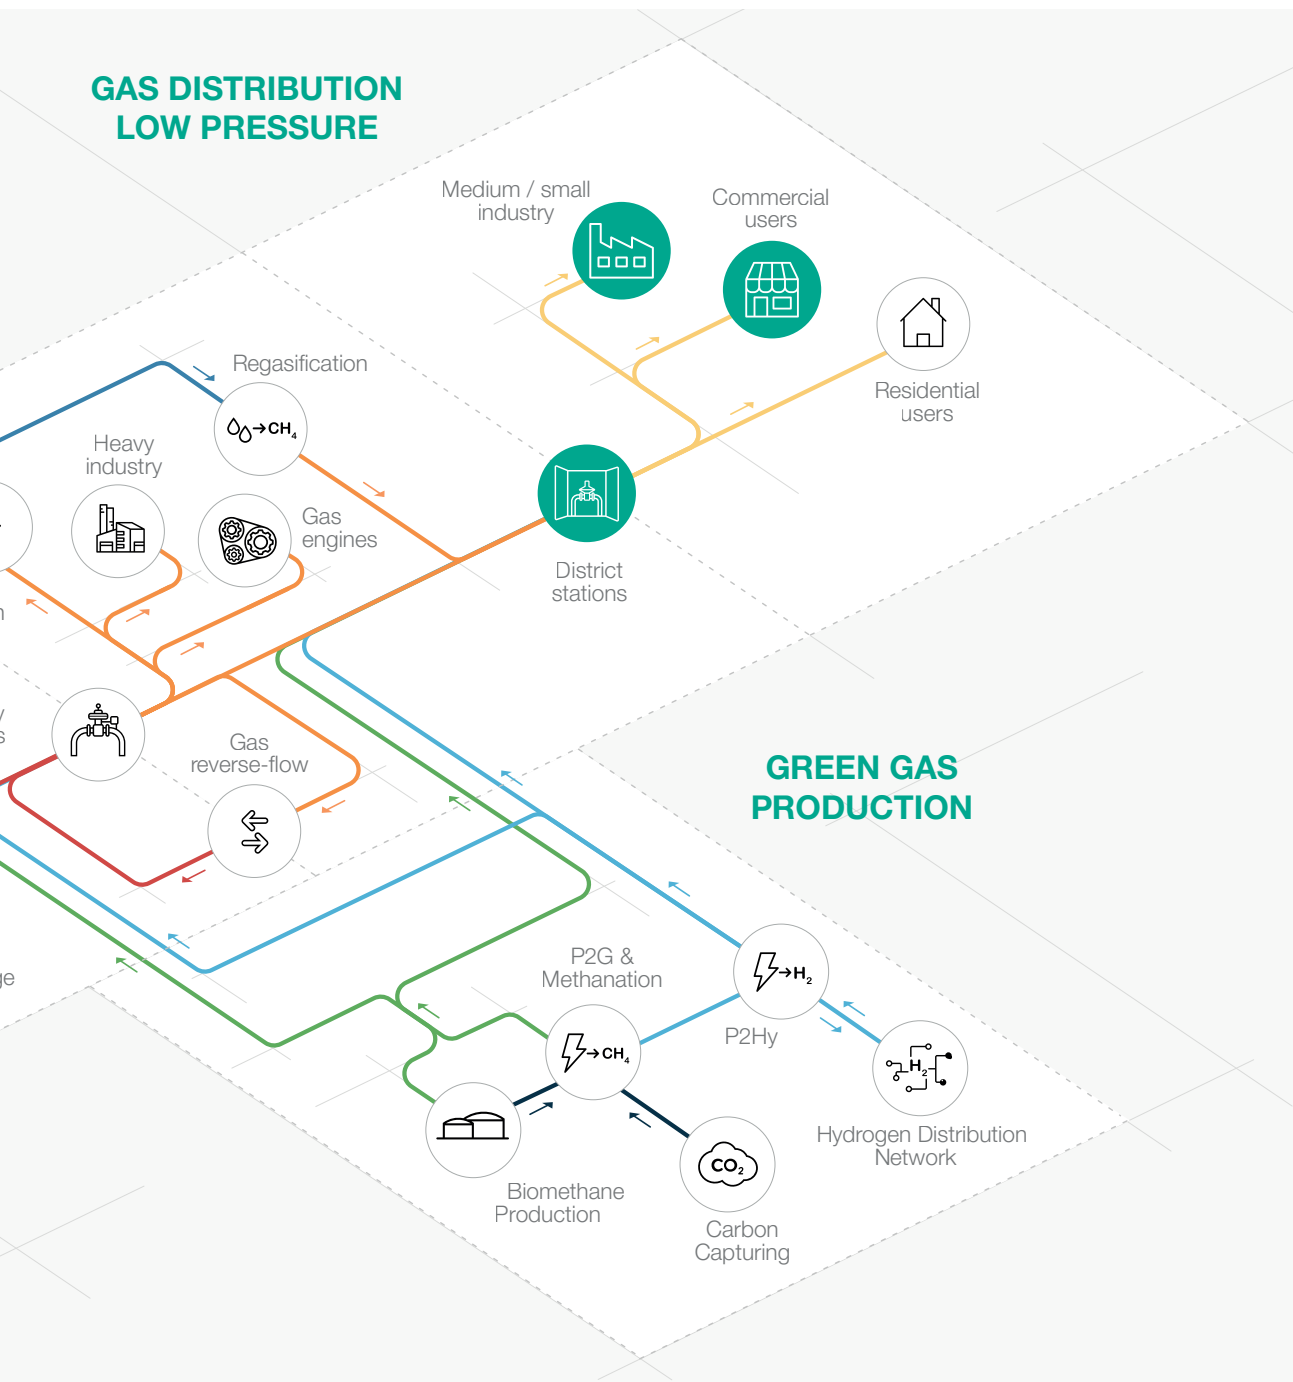 GAS DISTRIBUTION
LOW PRESSURE
Medium / small
industry
Commercial
users
Residential
users
Regasification
CH4
Heavy
industry
Gas
engines
District
stations
Gas
reverse-flow
GREEN GAS
PRODUCTION
P2G &
Methanation
CH4
H2
P2Hy
H2
Hydrogen Distribution
Network
Biomethane
Production
CO2
Carbon
Capturing